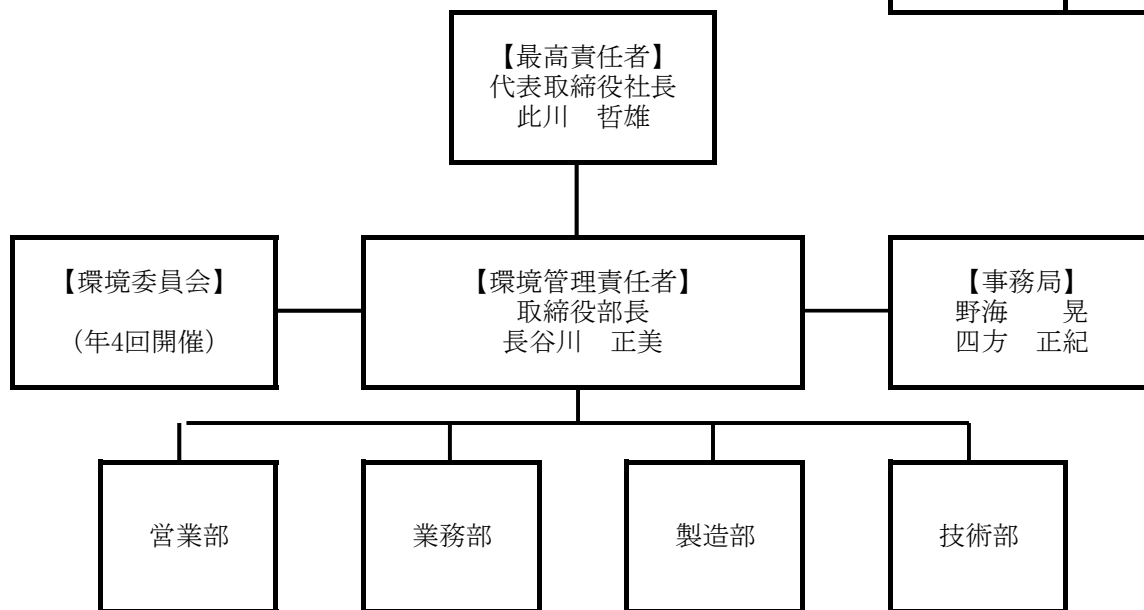 【最高責任者】
代表取締役社長
此川　哲雄
【環境委員会】
（年4回開催）
【環境管理責任者】
取締役部長
長谷川　正美
【事務局】
野海　　晃
四方　正紀
営業部
業務部
製造部
技術部